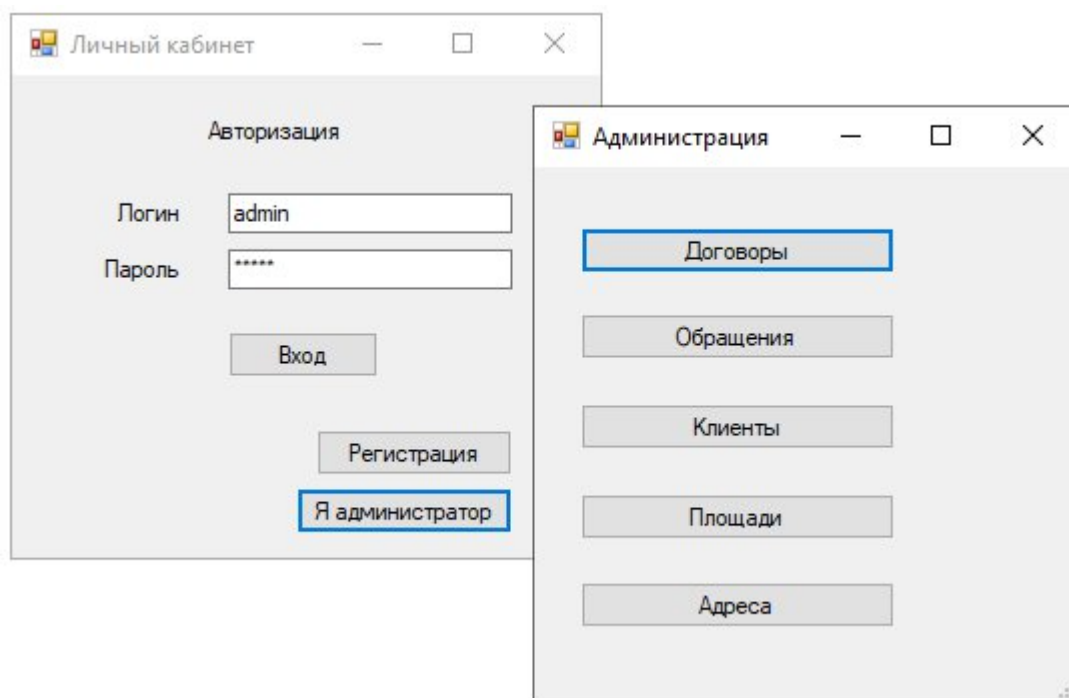 Личный кабинет
Авторизация
Логин
admin
Пароль
*****
Вход
Регистрация
Я администратор
Администрация
Договоры
Обращения
Клиенты
Площади
Адреса